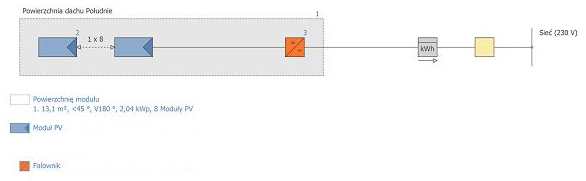 Powierzchnia dachu Południe
1
2
1 x 8
3
kWh
Sieć (230 V)
Powierzchnię modułu
1. 13,1 m², <45 °, V180 °, 2,04 kWp, 8 Moduły PV
Moduł PV
Falownik